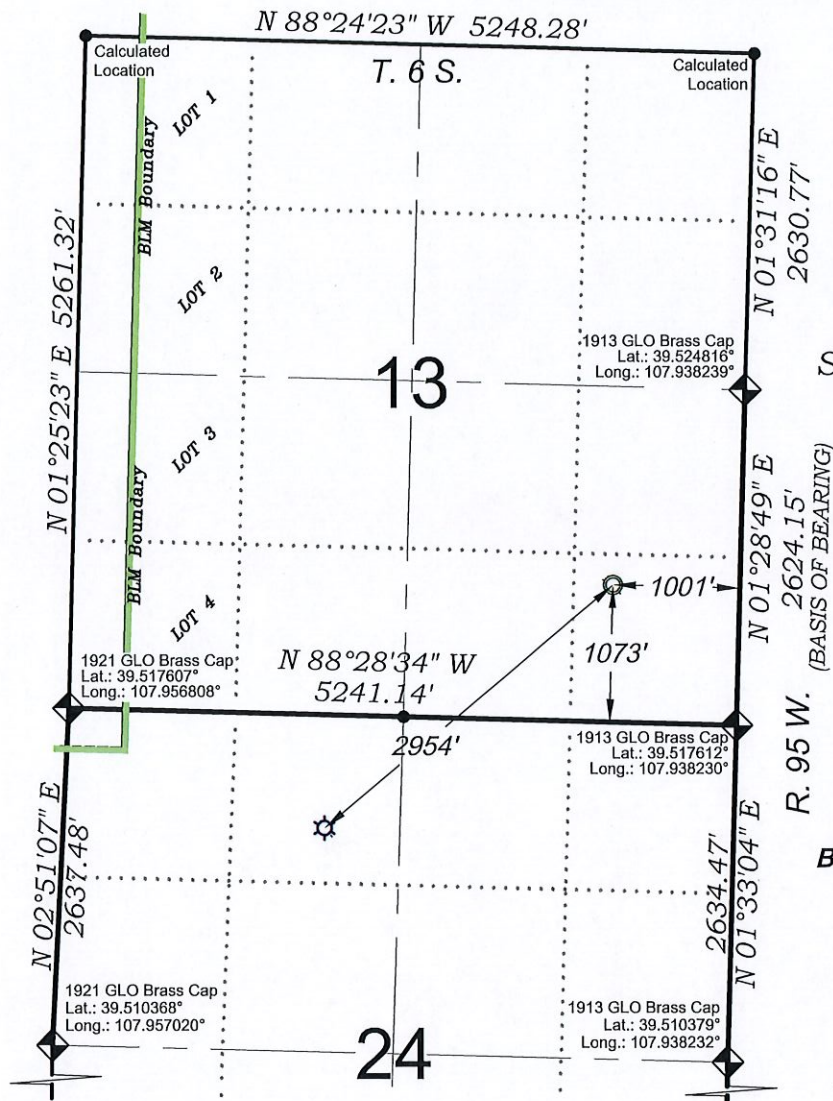 N 88°24'23" W 5248.28'
Calculated
Location
T. 6 S.
Calculated
Location
LOT 1
BLM Boundary
N 01°31'16" E
2630.77'
N 01°25'23" E 5261.32'
LOT 2
1913 GLO Brass Cap
Lat.: 39.524816°
Long.: 107.938239°
13
LOT 3
BLM Boundary
N 01°28'49" E
2624.15'
(BASIS OF BEARING)
LOT 4
1001'
1073'
1921 GLO Brass Cap
Lat.: 39.517607°
Long.: 107.956808°
N 88°28'34" W
5241.14'
2954'
1913 GLO Brass Cap
Lat.: 39.517612°
Long.: 107.938230°
R. 95 W.
N 02°51'07" E
2637.48'
2634.47'
N 01°33'04" E
B
1921 GLO Brass Cap
Lat.: 39.510368°
Long.: 107.957020°
1913 GLO Brass Cap
Lat.: 39.510379°
Long.: 107.938232°
24